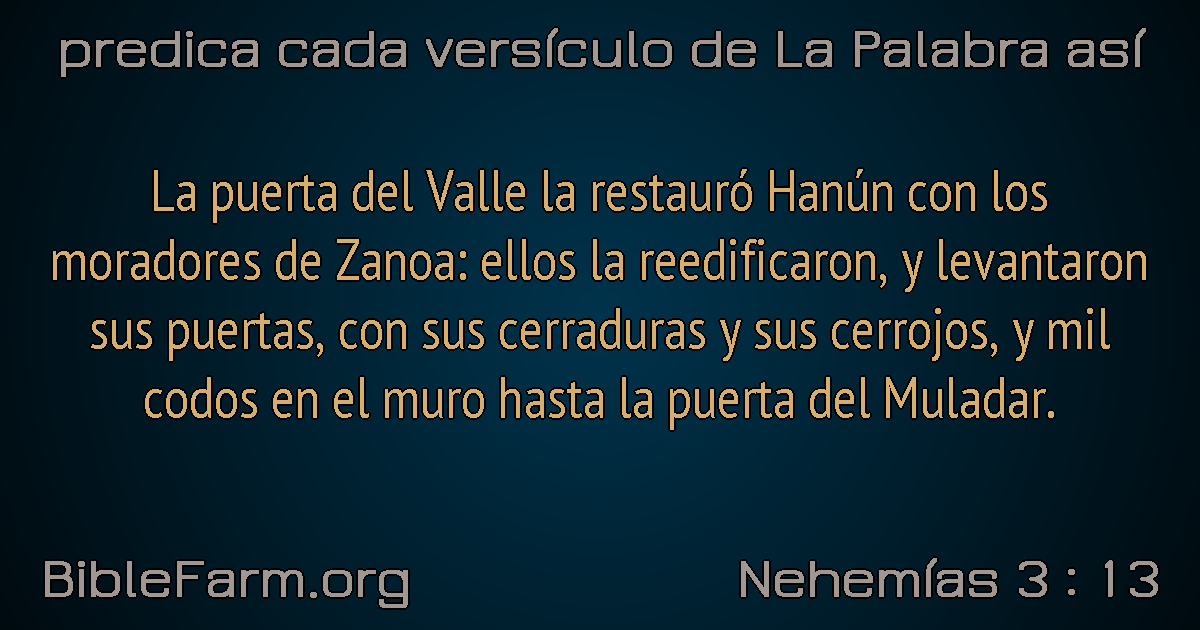 predica cada versículo de La Palabra así
La puerta del Valle la restauró Hanún con los
moradores de Zanoa: ellos la reedificaron, y levantaron
sus puertas, con sus cerraduras y sus cerrojos, y mil
codos en el muro hasta la puerta del Muladar.
BibleFarm.org
Nehemías 3 : 13